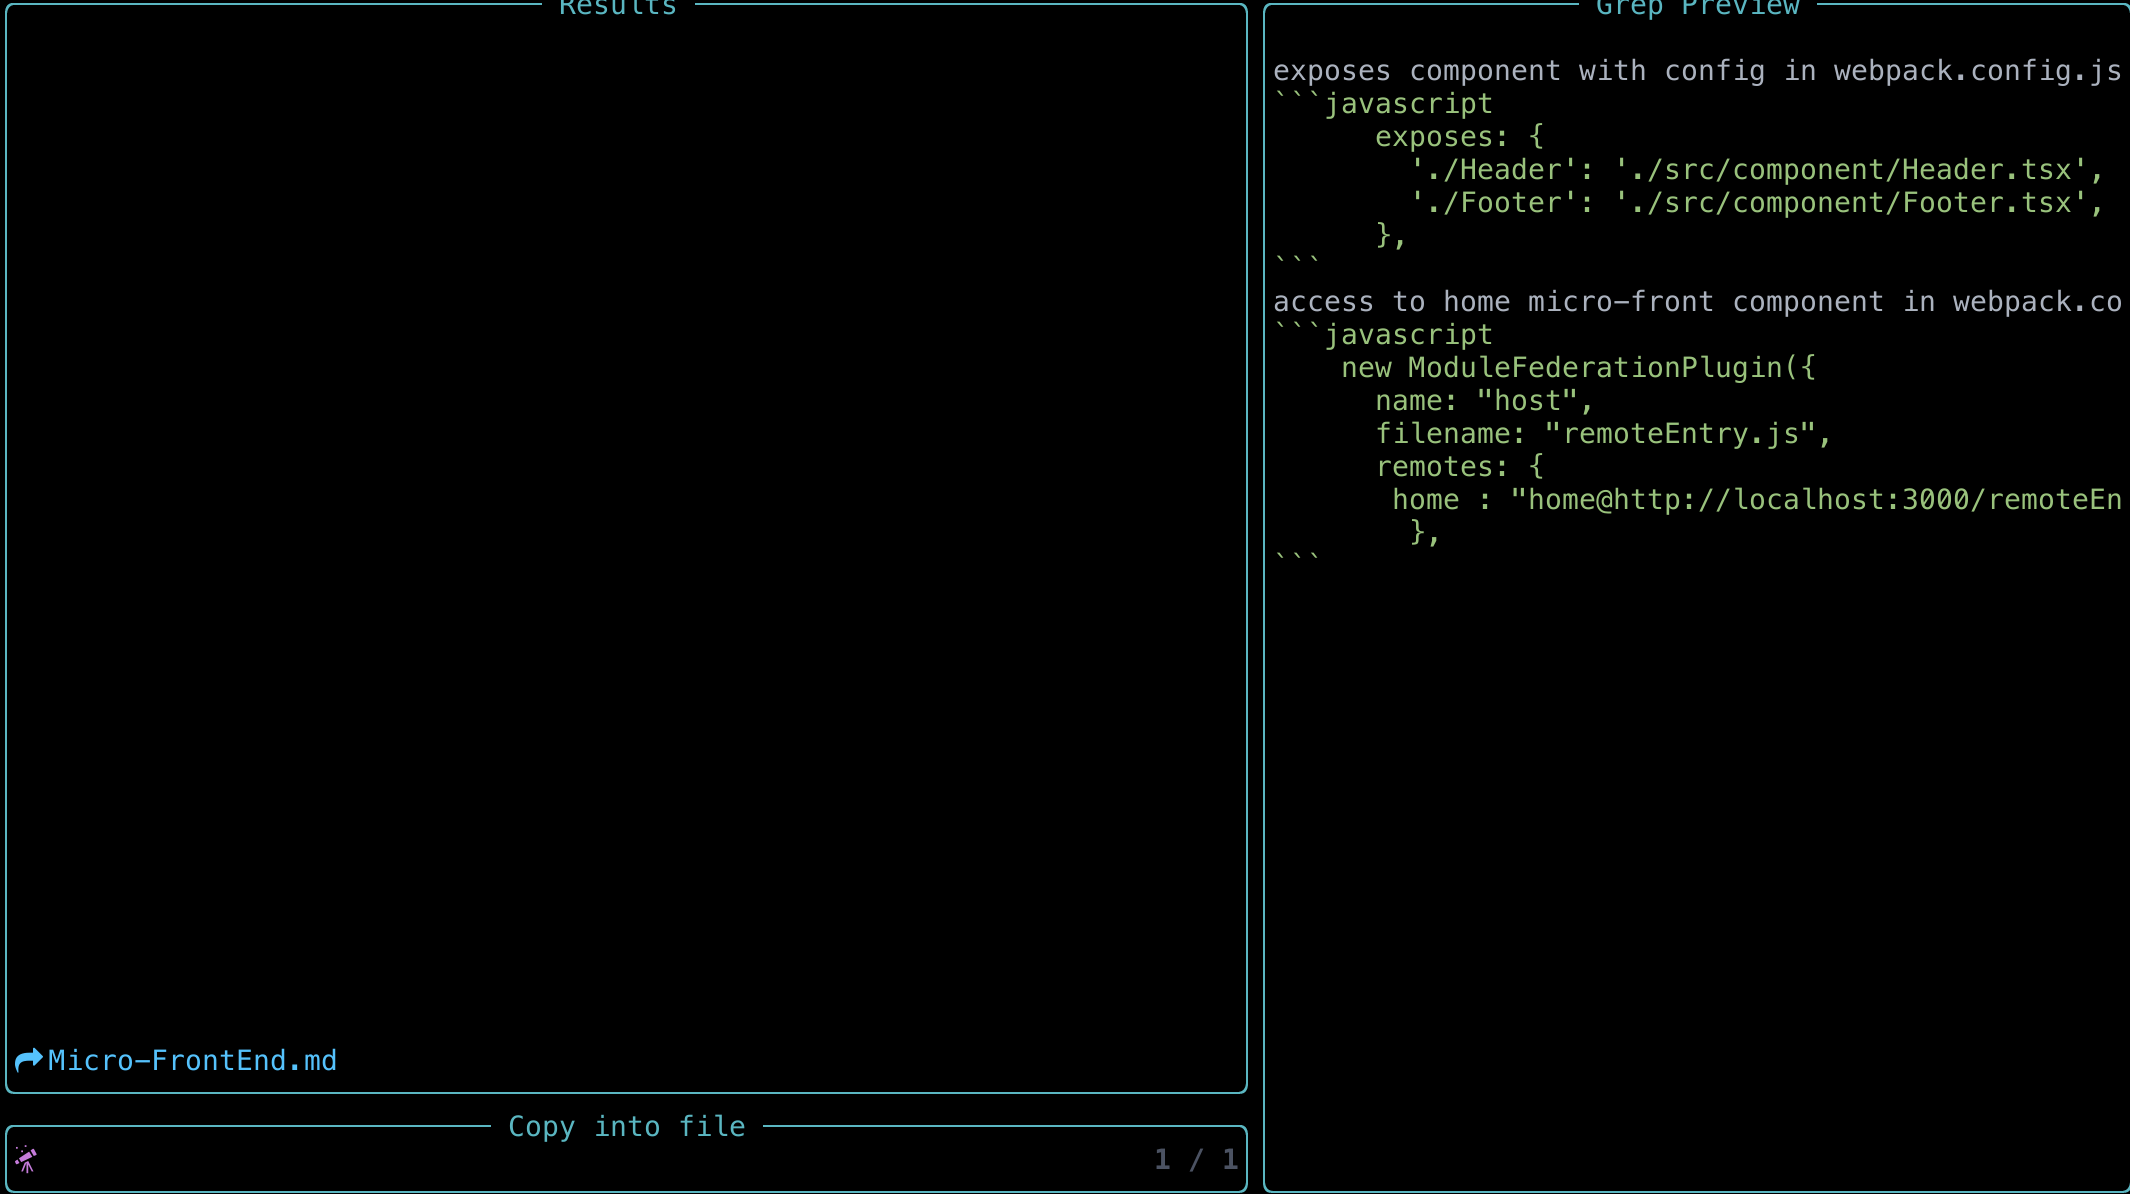 Results
Micro-FrontEnd.md
Copy into file
1 / 1
Grep Preview
exposes component with config in webpack.config.js
```javascript
      exposes: {
        './Header': './src/component/Header.tsx',
        './Footer': './src/component/Footer.tsx',
      },
```
access to home micro-front component in webpack.co
```javascript
    new ModuleFederationPlugin({
      name: "host",
      filename: "remoteEntry.js",
      remotes: {
       home : "home@http://localhost:3000/remoteEn
        },
```